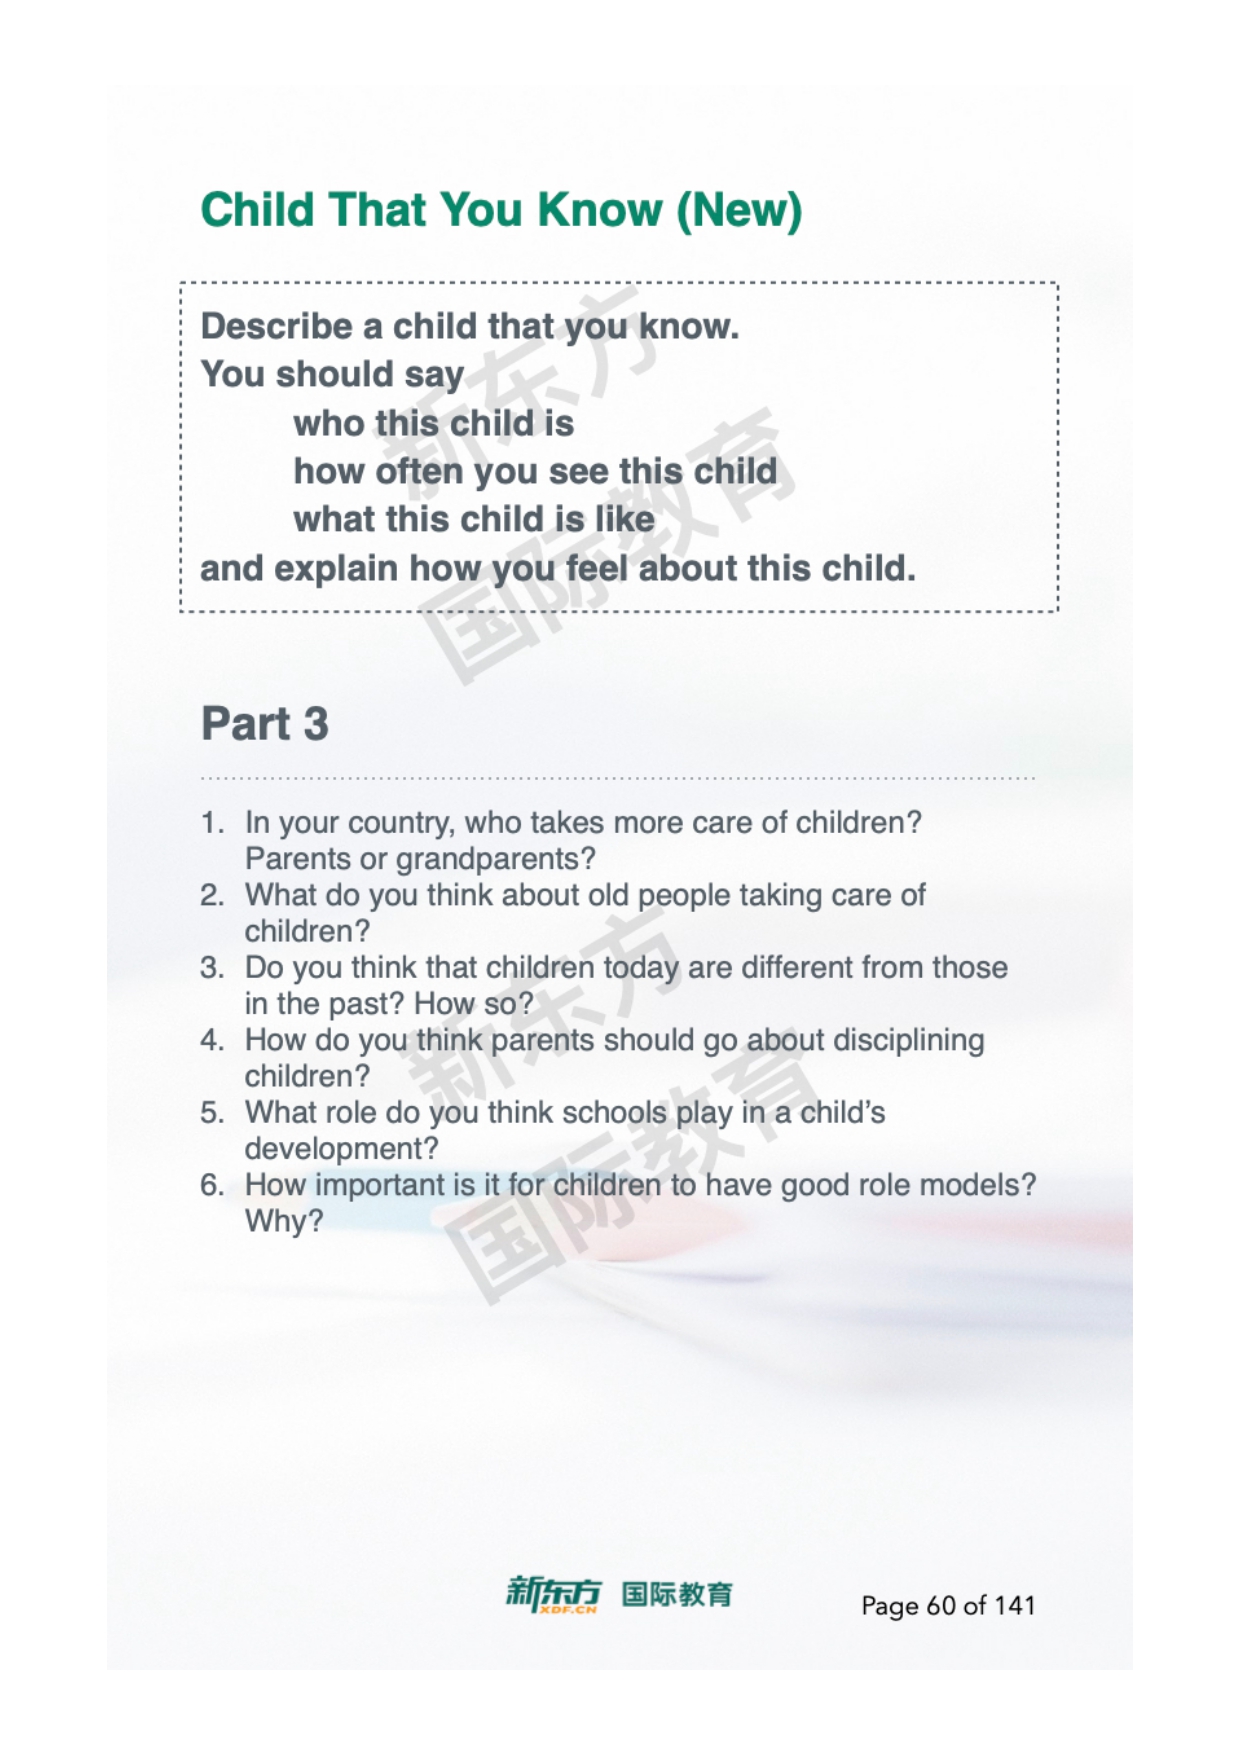 Child That You Know (New)
Describe a child that you know.
You should say
who this child is
how often you see this child
what this child is like
and explain how you feel about this child.
新东方
国际教育
Part 3
1. In your country, who takes more care of children?
Parents or grandparents?
2. What do you think about old people taking care of
children?
3. Do you think that children today are different from those
in the past? How so?
4. How do you think parents should go about disciplining
children?
5. What role do you think schools play in a child’s
development?
6. How important is it for children to have good role models?
Why?
新东方
国际教育
新东方 国际教育
XDF.CN
Page 60 of 141